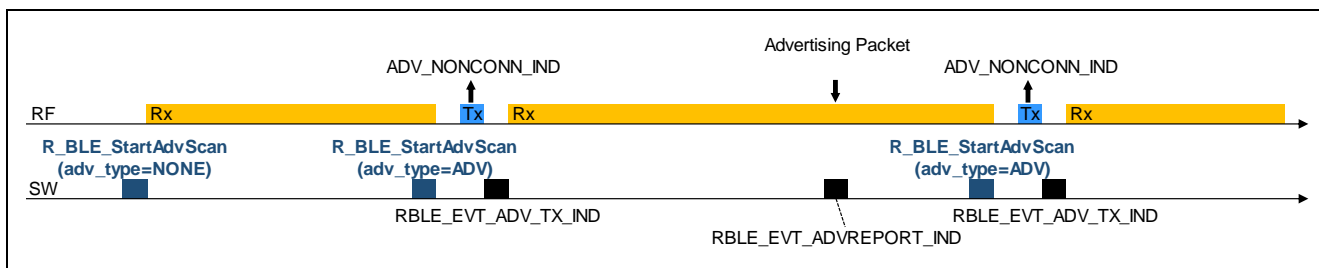 Advertising Packet
ADV_NONCONN_IND
ADV_NONCONN_IND
RF
Rx
Tx
Rx
Tx
Rx
R_BLE_StartAdvScan
(adv_type=NONE)
R_BLE_StartAdvScan
(adv_type=ADV)
R_BLE_StartAdvScan
(adv_type=ADV)
SW
RBLE_EVT_ADV_TX_IND
RBLE_EVT_ADVREPORT_IND
RBLE_EVT_ADV_TX_IND